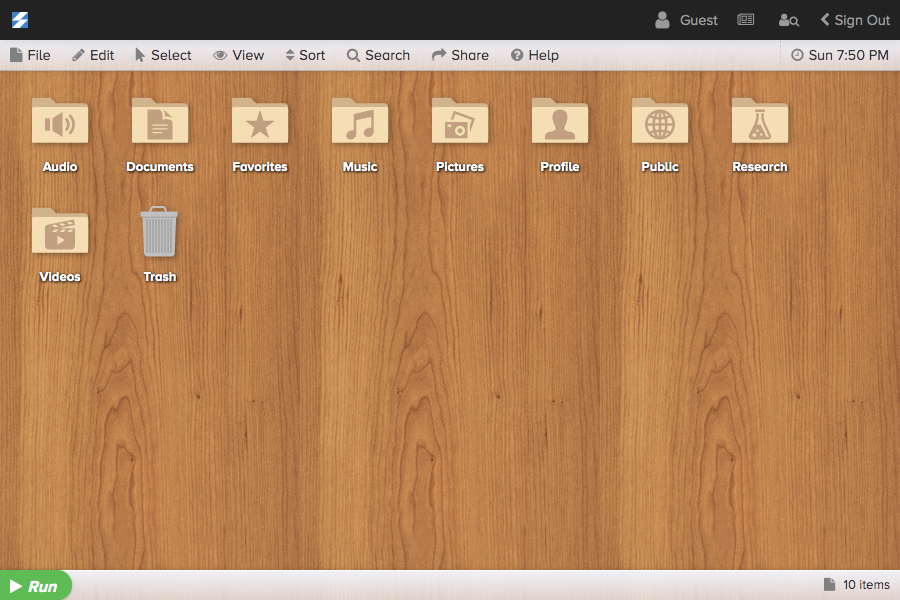 Guest Sign Out
File Edit Select View Sort Search Share Help Sun 7:50 PM
Audio Documents Favorites Music Pictures Profile Public Research
Videos Trash
Run 10 items